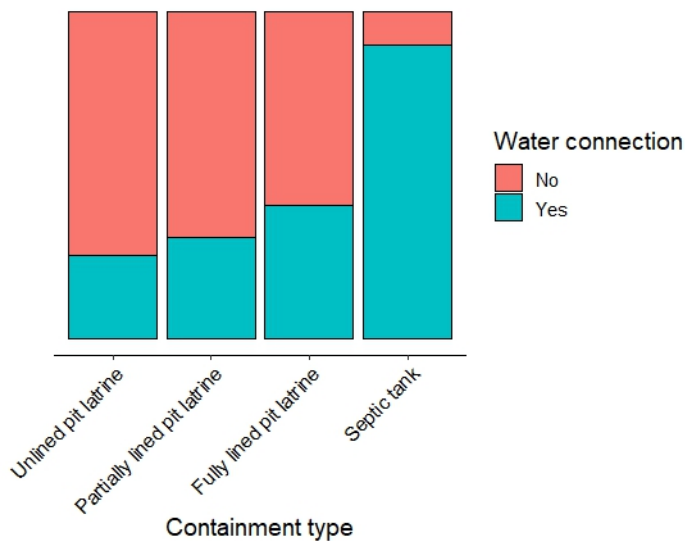 Water connection
No
Yes
Unlined pit latrine
Partially lined pit latrine
Fully lined pit latrine
Septic tank
Containment type